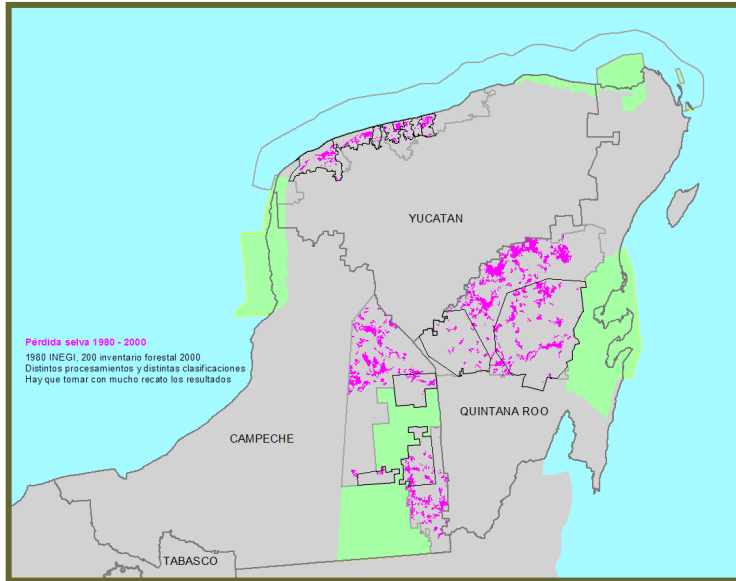 YUCATAN
Pérdida selva 1980 - 2000
1980 INEGI, 200 inventario forestal 2000
Distintos procesamientos y distintas clasificaciones
Hay que tomar con mucho recato los resultados
QUINTANA ROO
CAMPECHE
TABASCO